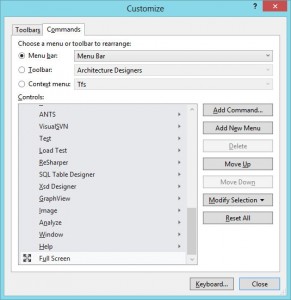 Customize
?
Toolbars
Commands
Choose a menu or toolbar to rearrange:
Menu bar:
Menu Bar
Toolbar:
Architecture Designers
Context menu:
Tfs
Controls:
ANTS
VisualSVN
Test
Load Test
ReSharper
SQL Table Designer
Xsd Designer
GraphView
Image
Analyze
Window
Help
Full Screen
Add Command...
Add New Menu
Delete
Move Up
Move Down
Modify Selection
Reset All
Keyboard...
Close